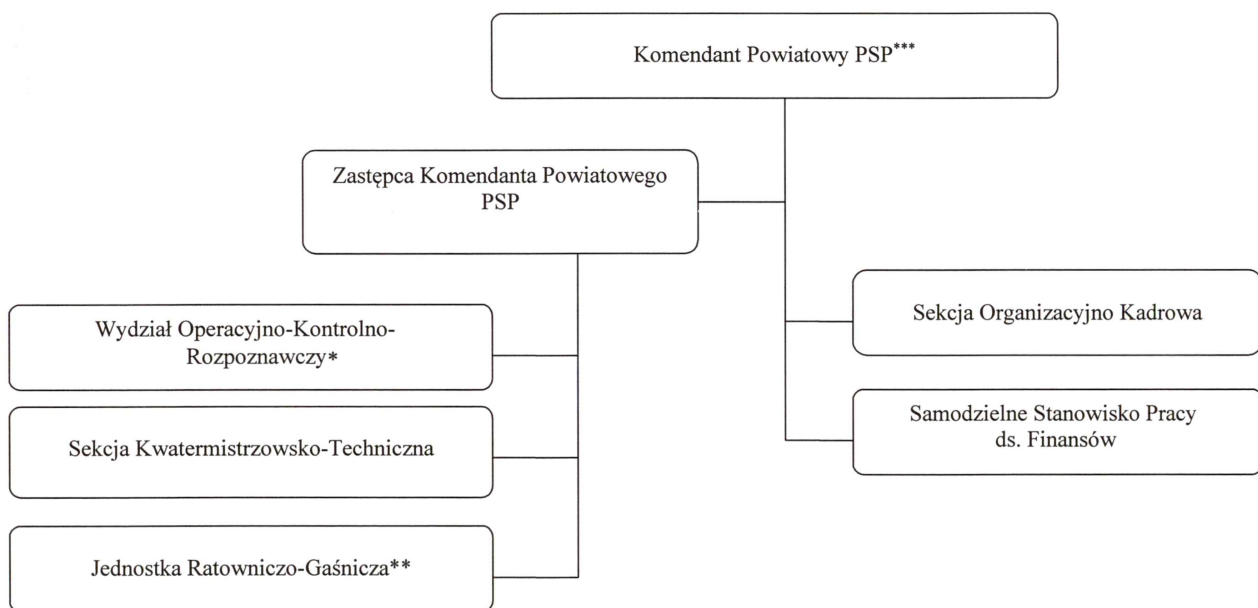 Komendant Powiatowy PSP***
Zastępca Komendanta Powiatowego
PSP
Wydział Operacyjno-Kontrolno-
Rozpoznawczy*
Sekcja Kwatermistrzowsko-Techniczna
Jednostka Ratowniczo-Gaśnicza**
Sekcja Organizacyjno Kadrowa
Samodzielne Stanowisko Pracy
ds. Finansów